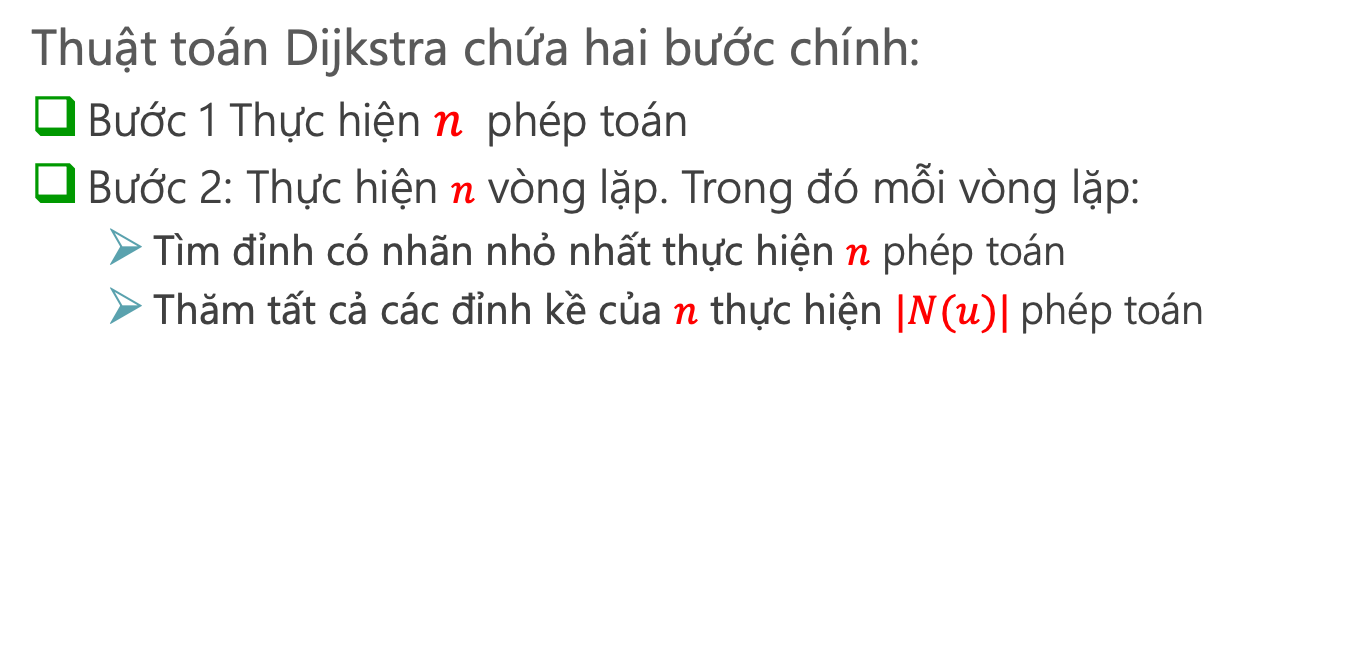 Thuật toán Dijkstra chứa hai bước chính:
Bước 1 Thực hiện n phép toán
Bước 2: Thực hiện n vòng lặp. Trong đó mỗi vòng lặp:
Tìm đỉnh có nhãn nhỏ nhất thực hiện n phép toán
Thăm tất cả các đỉnh kề của n thực hiện |N(u)| phép toán